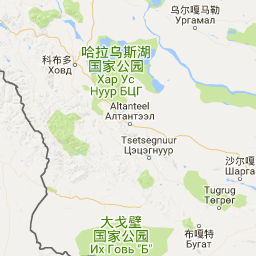 乌尔嘎马勒
Ургамал
哈拉乌斯湖
国家公园
Хар Ус
Нуур БЦГ
科布多
Ховд
Altanteel
Алтантээл
Tsetsegnuur
Цэцэгнуур
沙尔嘎
Шарга
Tugrug
Төгрөг
大戈壁
国家公园
Их Говь "Б"
布嘎特
Бугат